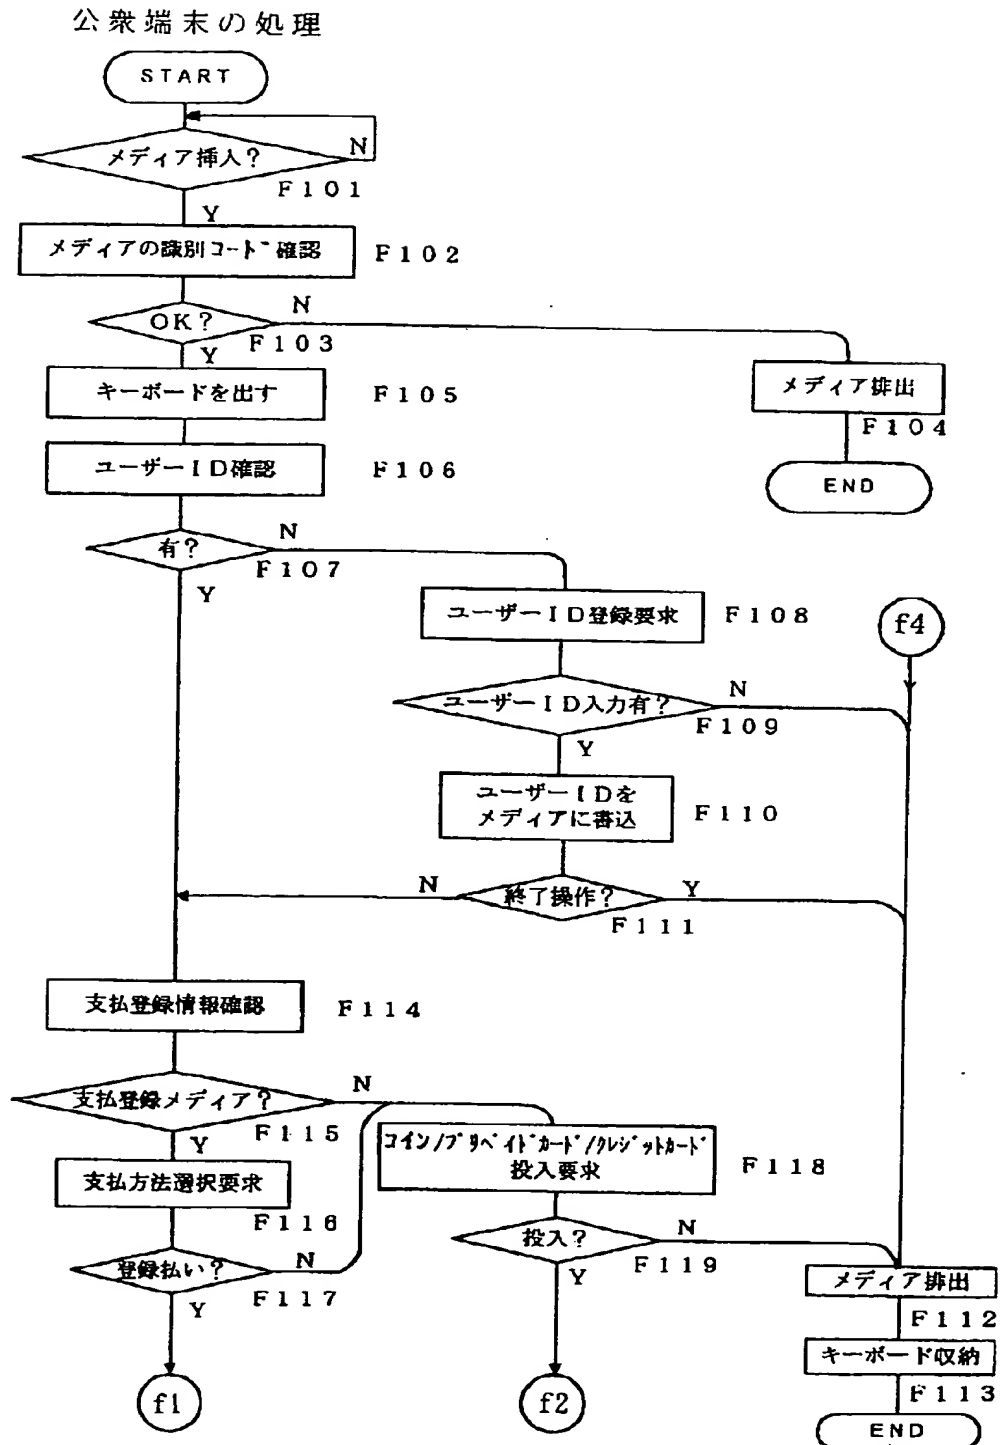 公衆端末の処理
START
メディア挿入?
N
F101
Y
メディアの識別コード確認
F102
OK?
N
F103
Y
メディア排出
F104
END
キーボードを出す
F105
ユーザーID確認
F106
有?
N
F107
Y
ユーザーID登録要求
F108
f4
ユーザーID入力有?
N
F109
Y
ユーザーIDを
メディアに書込
F110
終了操作?
N
Y
F111
支払登録情報確認
F114
支払登録メディア?
N
F115
Y
コイン/プリペイドカード/クレジットカード
投入要求
F118
支払方法選択要求
F116
投入?
N
F119
Y
登録払い?
N
F117
Y
メディア排出
F112
キーボード収納
F113
END
f1
f2